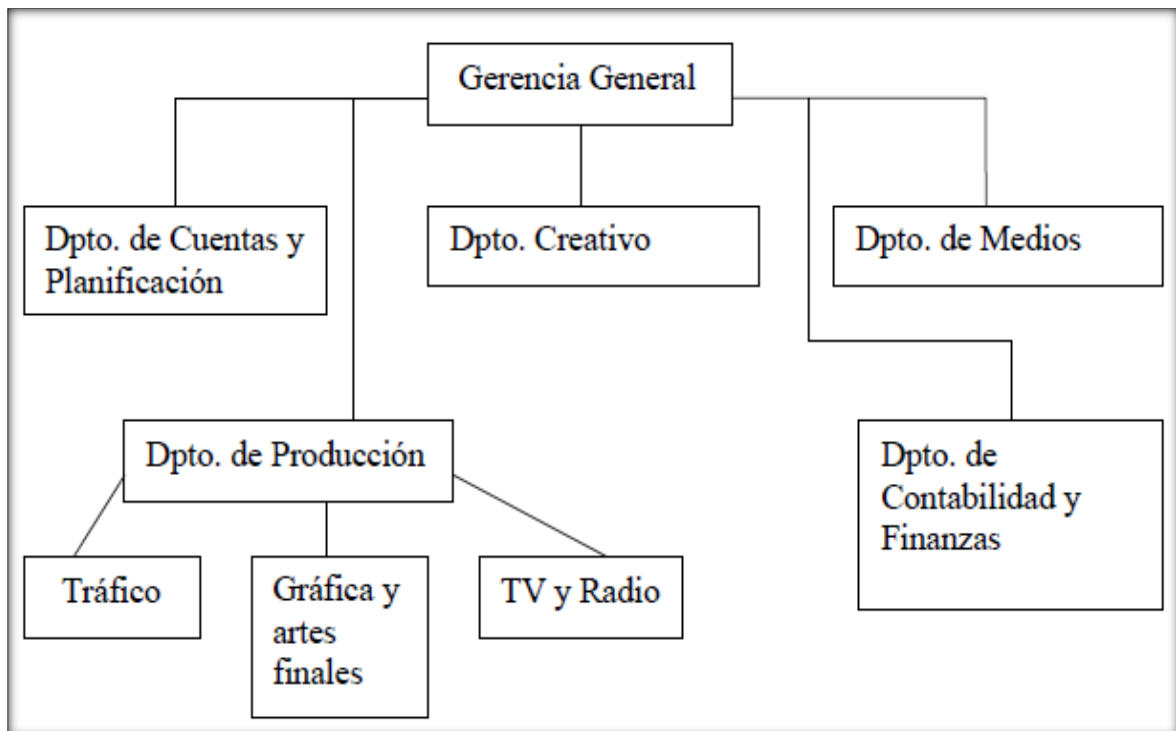 Gerencia General
Dpto. de Cuentas y
Planificación
Dpto. Creativo
Dpto. de Medios
Dpto. de Producción
Dpto. de
Contabilidad y
Finanzas
Tráfico
Gráfica y
artes
finales
TV y Radio